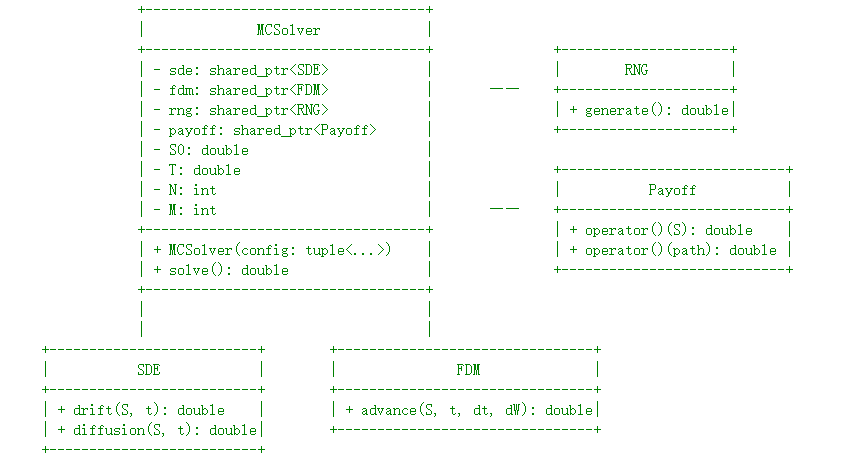 MCSolver
- sde: shared_ptr<SDE>
- fdm: shared_ptr<FDM>
- rng: shared_ptr<RNG>
- payoff: shared_ptr<Payoff>
- S0: double
- T: double
- N: int
- M: int
+ MCSolver(config: tuple<...>)
+ solve(): double
RNG
+ generate(): double
Payoff
+ operator()(S): double
+ operator()(path): double
SDE
+ drift(S, t): double
+ diffusion(S, t): double
FDM
+ advance(S, t, dt, dW): double